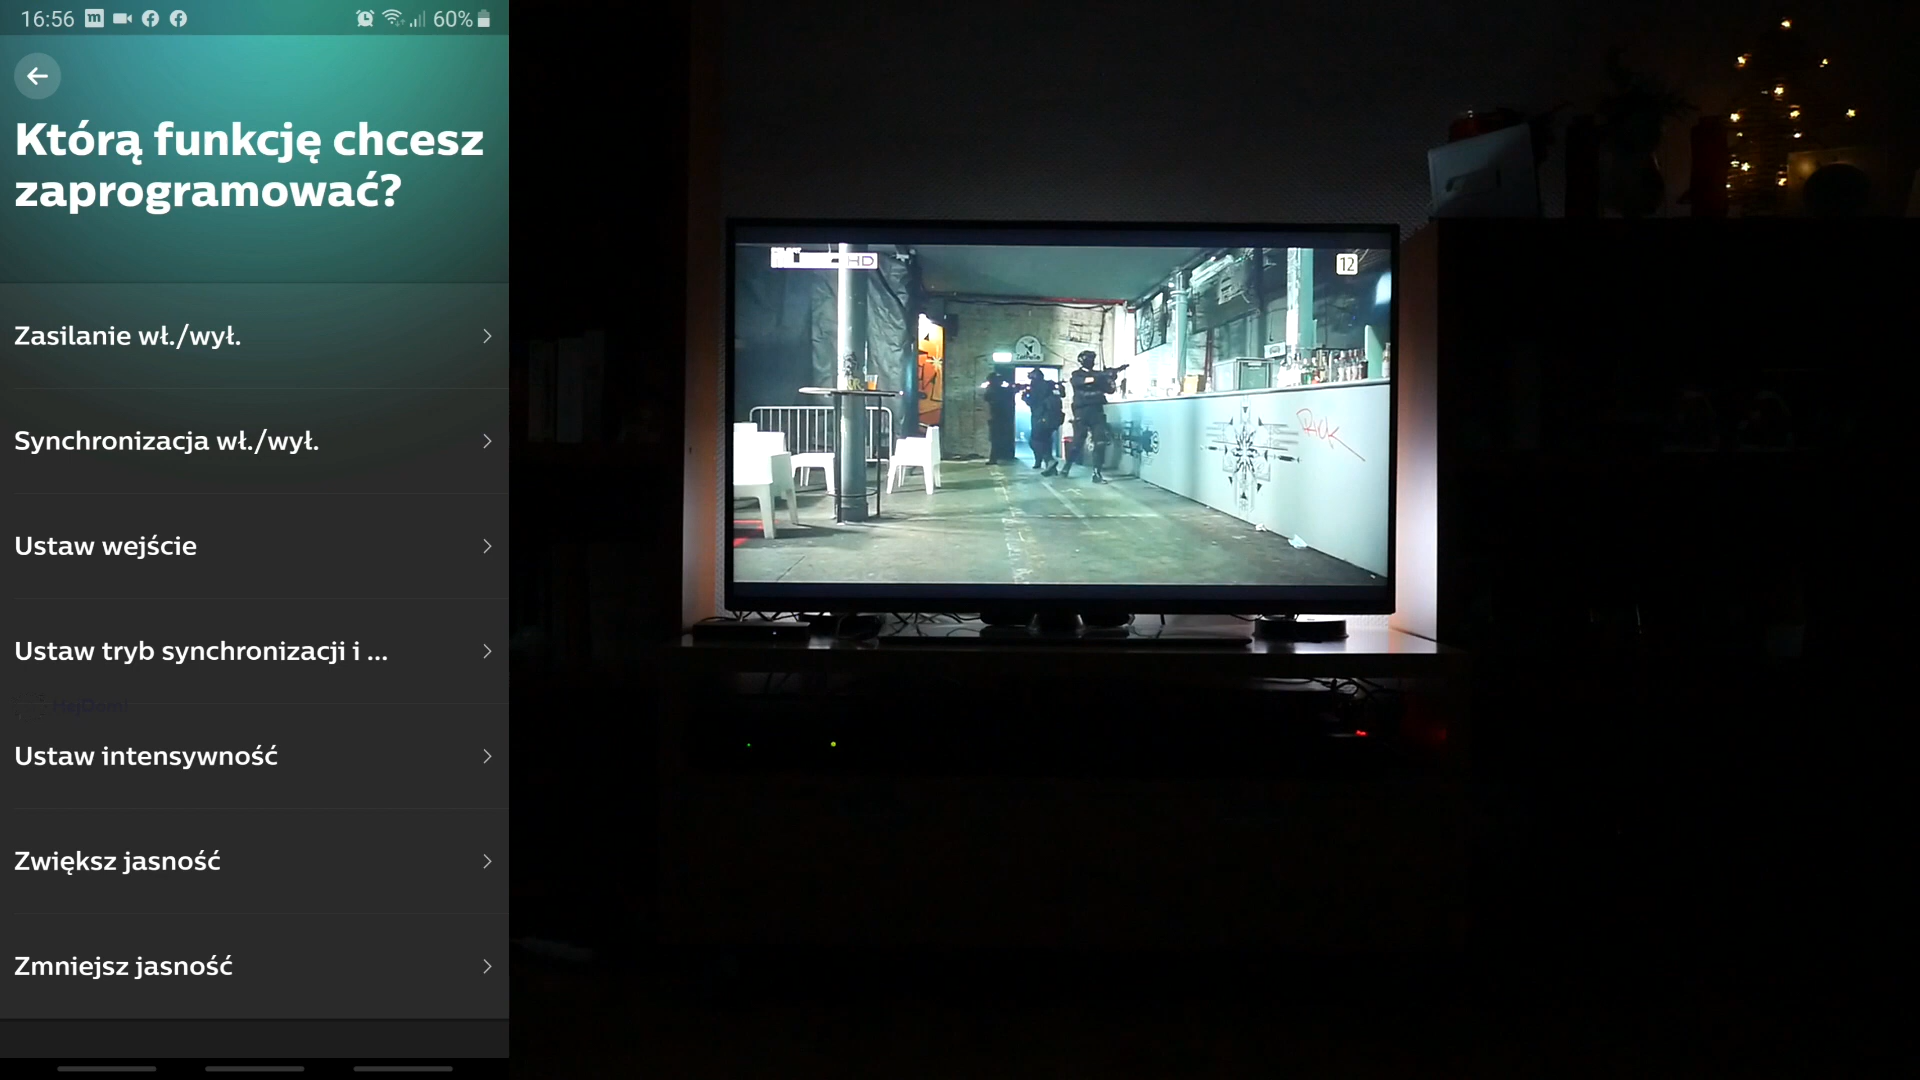 16:56
60%
Którą funkcję chcesz
zaprogramować?
Zasilanie wł./wył.
Synchronizacja wł./wył.
Ustaw wejście
Ustaw tryb synchronizacji i ...
HejDom!
Ustaw intensywność
Zwiększ jasność
Zmniejsz jasność
HD
12